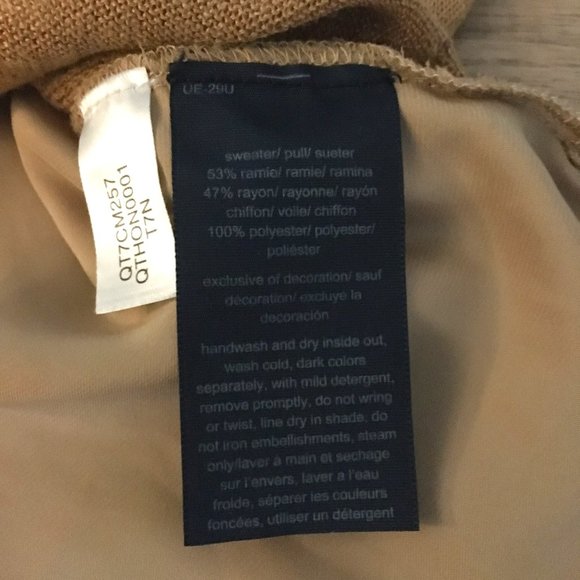 UE-29U
sweater/ pull/ sueter
53% ramie/ ramie/ ramina
47% rayon/ rayonne/ rayón
chiffon/ voile/ chiffon
100% polyester/ polyester/
poliéster
exclusive of decoration/ sauf
décoration/ excluye la
decoración
handwash and dry inside out,
wash cold, dark colors
separately, with mild detergent,
remove promptly, do not wring
or twist, line dry in shade, do
not iron embellishments, steam
only/laver à main et sechage
sur l'envers, laver a l'eau
froide, séparer les couleurs
foncées, utiliser un détergent
QT7CM257
QTHON0001
T7N